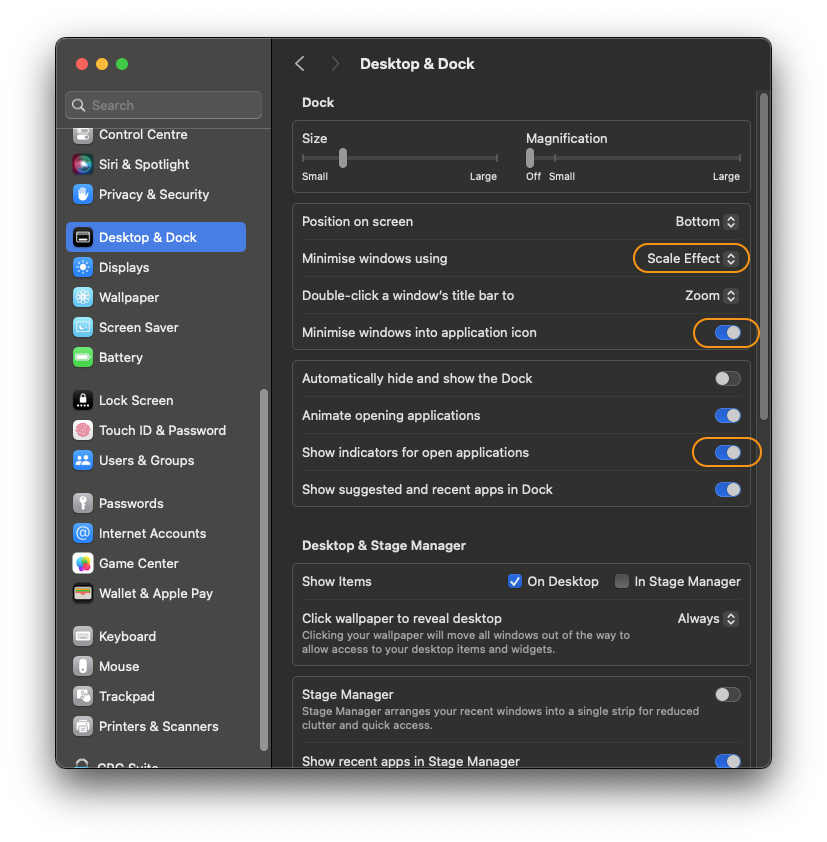 Search
Control Centre
Siri & Spotlight
Privacy & Security
Desktop & Dock
Displays
Wallpaper
Screen Saver
Battery
Lock Screen
Touch ID & Password
Users & Groups
Passwords
Internet Accounts
Game Center
Wallet & Apple Pay
Keyboard
Mouse
Trackpad
Printers & Scanners
Desktop & Dock
Dock
Size Magnification
Small Large Off Small Large
Position on screen Bottom
Minimise windows using Scale Effect
Double-click a window's title bar to Zoom
Minimise windows into application icon
Automatically hide and show the Dock
Animate opening applications
Show indicators for open applications
Show suggested and recent apps in Dock
Desktop & Stage Manager
Show Items On Desktop In Stage Manager
Click wallpaper to reveal desktop Always
Clicking your wallpaper will move all windows out of the way to
allow access to your desktop items and widgets.
Stage Manager
Stage Manager arranges your recent windows into a single strip for reduced
clutter and quick access.
Show recent apps in Stage Manager